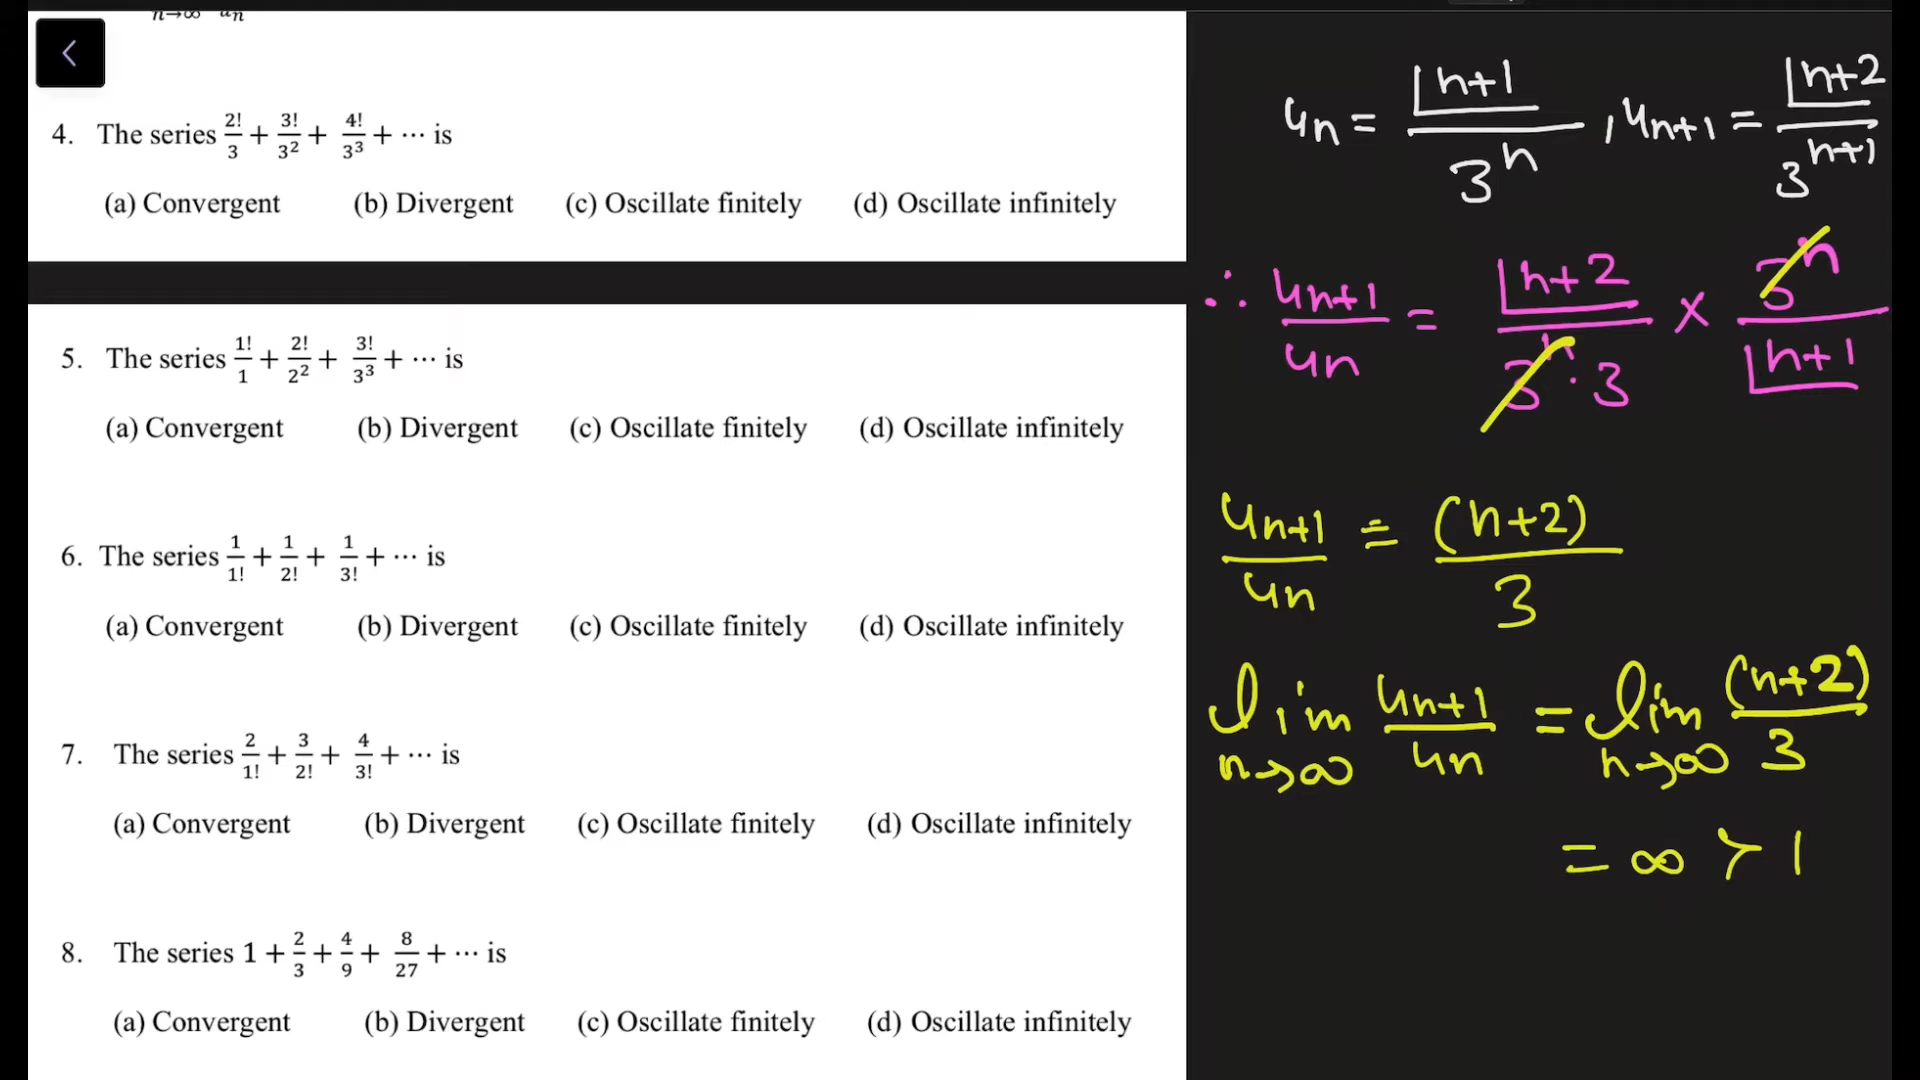 n→∞ aₙ
4. The series 2!/3 + 3!/3² + 4!/3³ + ⋯ is
(a) Convergent (b) Divergent (c) Oscillate finitely (d) Oscillate infinitely
5. The series 1!/1 + 2!/2² + 3!/3³ + ⋯ is
(a) Convergent (b) Divergent (c) Oscillate finitely (d) Oscillate infinitely
6. The series 1/1! + 1/2! + 1/3! + ⋯ is
(a) Convergent (b) Divergent (c) Oscillate finitely (d) Oscillate infinitely
7. The series 2/1! + 3/2! + 4/3! + ⋯ is
(a) Convergent (b) Divergent (c) Oscillate finitely (d) Oscillate infinitely
8. The series 1 + 2/3 + 4/9 + 8/27 + ⋯ is
(a) Convergent (b) Divergent (c) Oscillate finitely (d) Oscillate infinitely
uₙ = |n+1 / 3ⁿ , uₙ₊₁ = |n+2 / 3ⁿ⁺¹
∴ uₙ₊₁/uₙ = |n+2 / 3ⁿ·3 × 3ⁿ / |n+1
uₙ₊₁/uₙ = (n+2)/3
lim n→∞ uₙ₊₁/uₙ = lim n→∞ (n+2)/3
= ∞ > 1